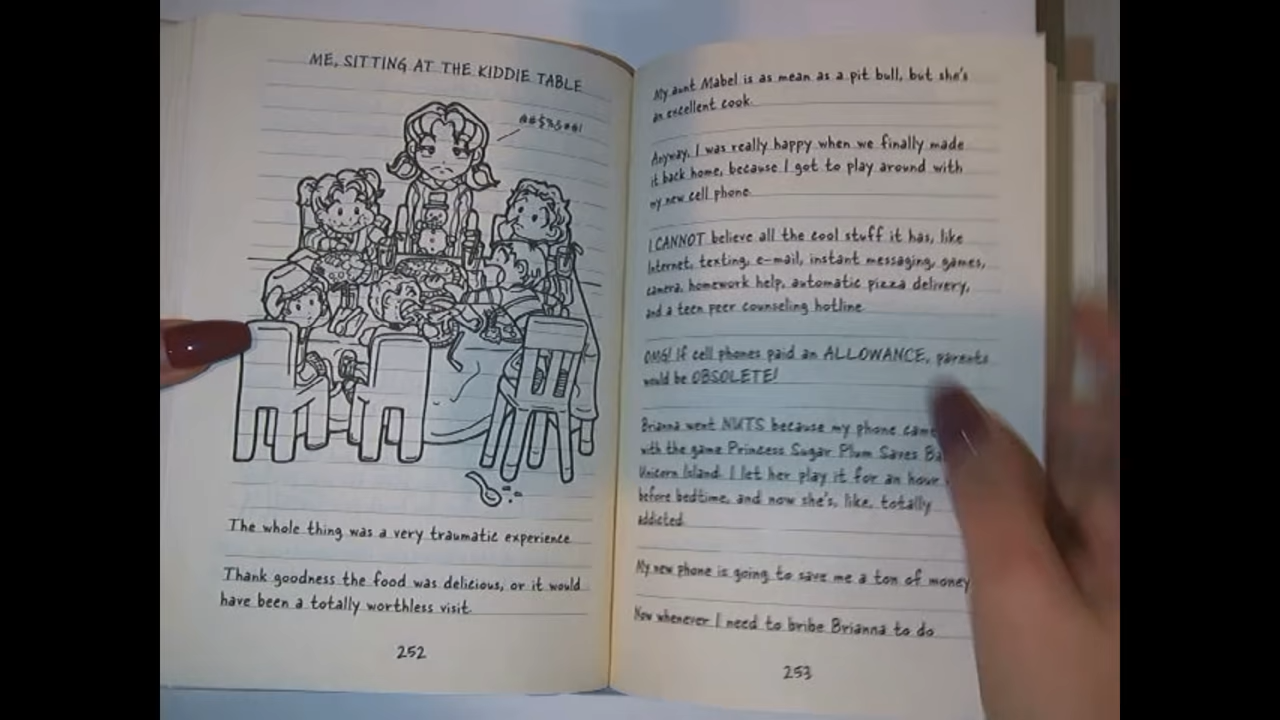 ME, SITTING AT THE KIDDIE TABLE
@#$%&@#!
The whole thing was a very traumatic experience.
Thank goodness the food was delicious, or it would
have been a totally worthless visit.
252
My aunt Mabel is as mean as a pit bull, but she's
an excellent cook.
Anyway, I was really happy when we finally made
it back home, because I got to play around with
my new cell phone.
I CANNOT believe all the cool stuff it has, like
Internet, texting, e-mail, instant messaging, games,
camera, homework help, automatic pizza delivery,
and a teen peer counseling hotline.
OMG! If cell phones paid an ALLOWANCE, parents
would be OBSOLETE!
Brianna went NUTS because my phone came
with the game Princess Sugar Plum Saves
Unicorn Island. I let her play it for an hour
before bedtime, and now she's, like, totally
addicted.
My new phone is going to save me a ton of money
Now whenever I need to bribe Brianna to do
253